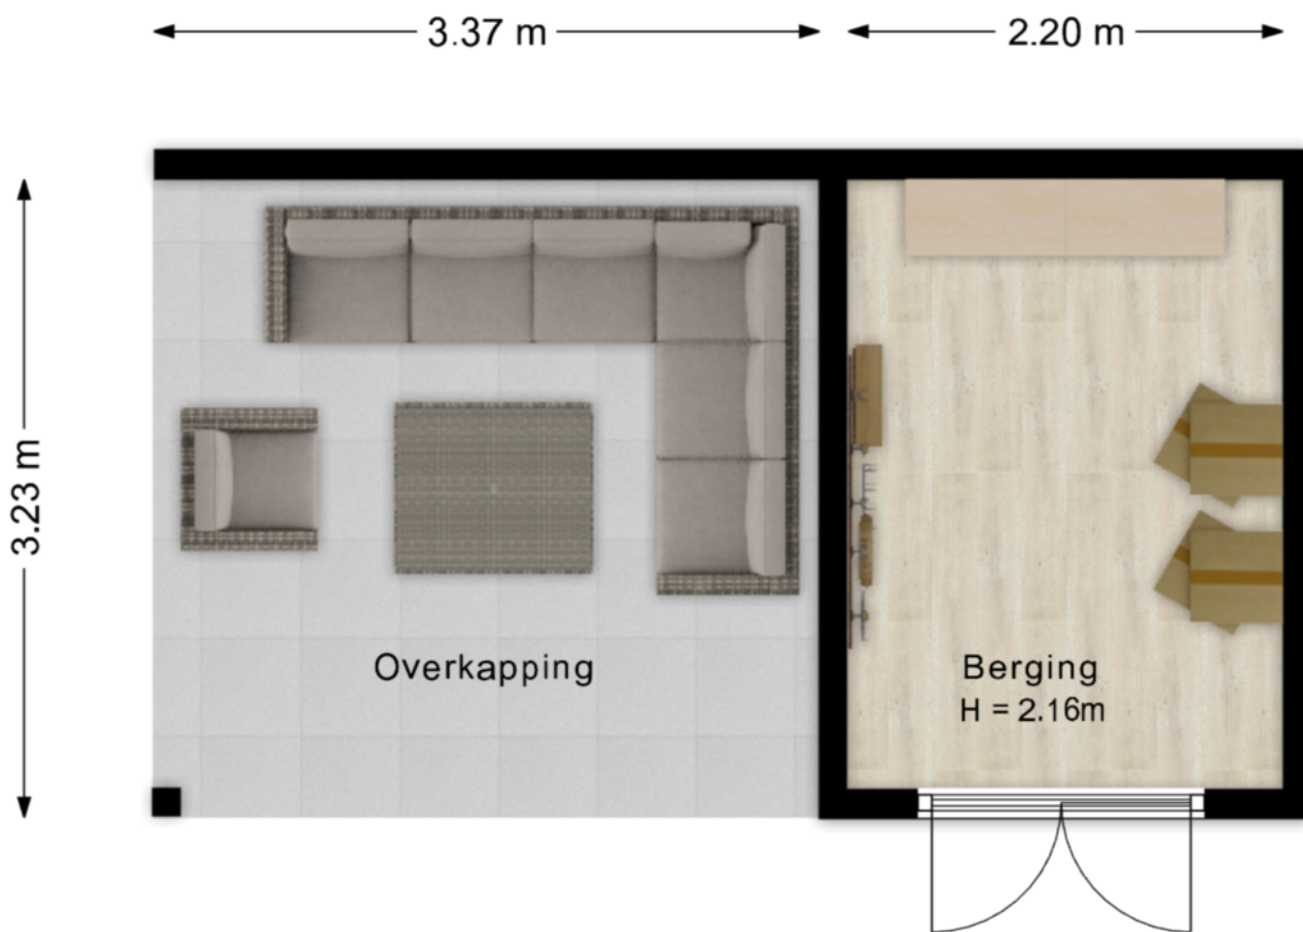 3.37 m
2.20 m
3.23 m
Overkapping
Berging
H = 2.16m